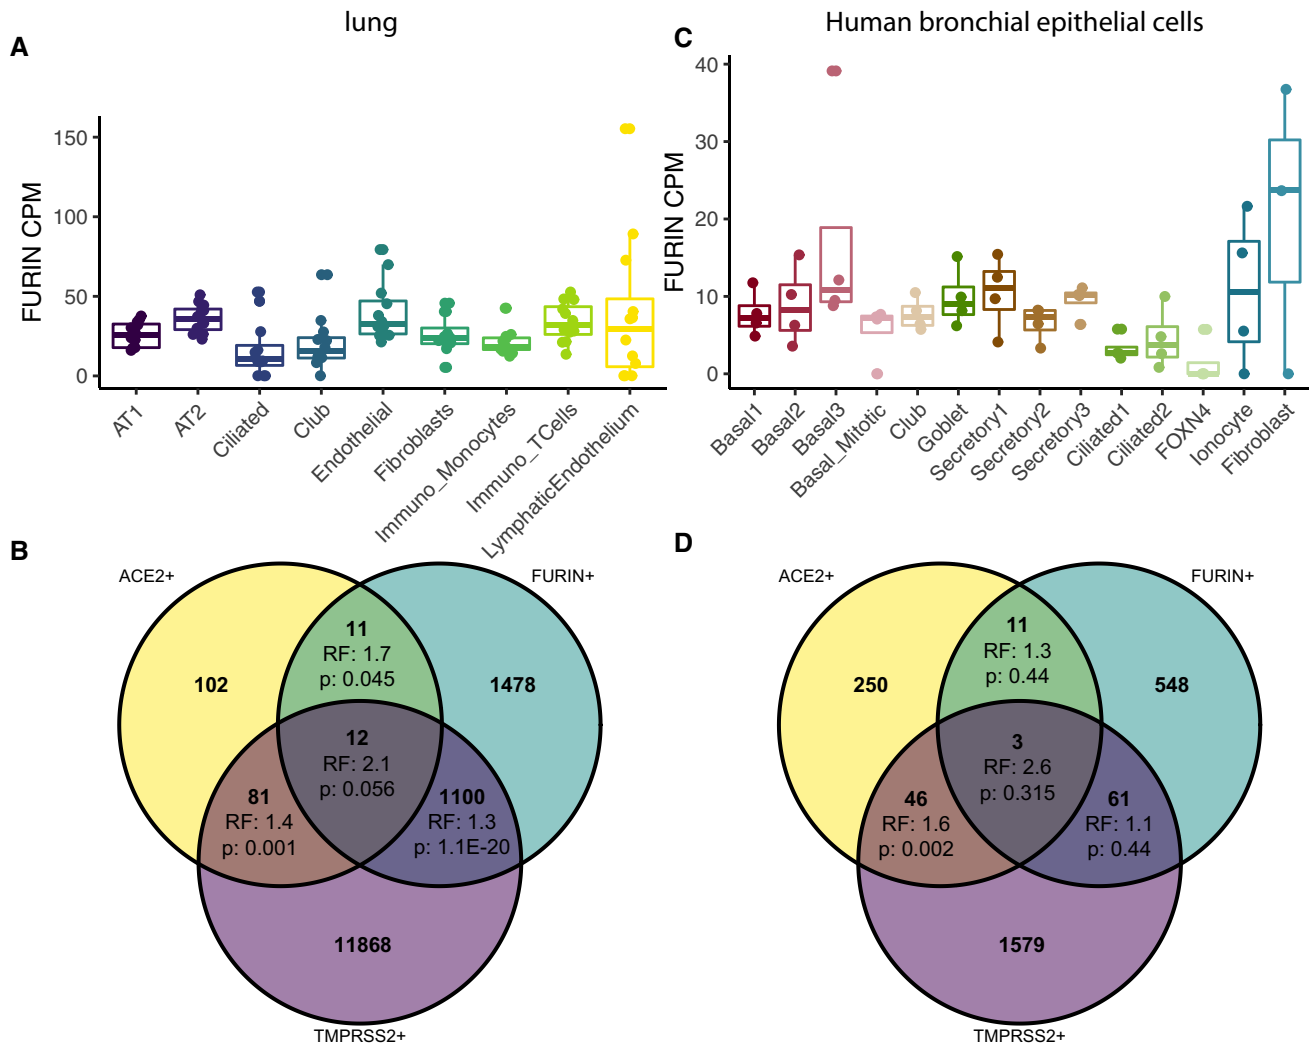 lung
A
FURIN CPM
150
100
50
0
AT1
AT2
Ciliated
Club
Endothelial
Fibroblasts
Immuno_Monocytes
Immuno_TCells
LymphaticEndothelium
Human bronchial epithelial cells
C
FURIN CPM
40
30
20
10
0
Basal1
Basal2
Basal3
Basal_Mitotic
Club
Goblet
Secretory1
Secretory2
Secretory3
Ciliated1
Ciliated2
FOXN4
Ionocyte
Fibroblast
B
ACE2+
FURIN+
11
RF: 1.7
p: 0.045
102
1478
12
RF: 2.1
p: 0.056
81
RF: 1.4
p: 0.001
1100
RF: 1.3
p: 1.1E-20
11868
TMPRSS2+
D
ACE2+
FURIN+
11
RF: 1.3
p: 0.44
250
548
3
RF: 2.6
p: 0.315
46
RF: 1.6
p: 0.002
61
RF: 1.1
p: 0.44
1579
TMPRSS2+